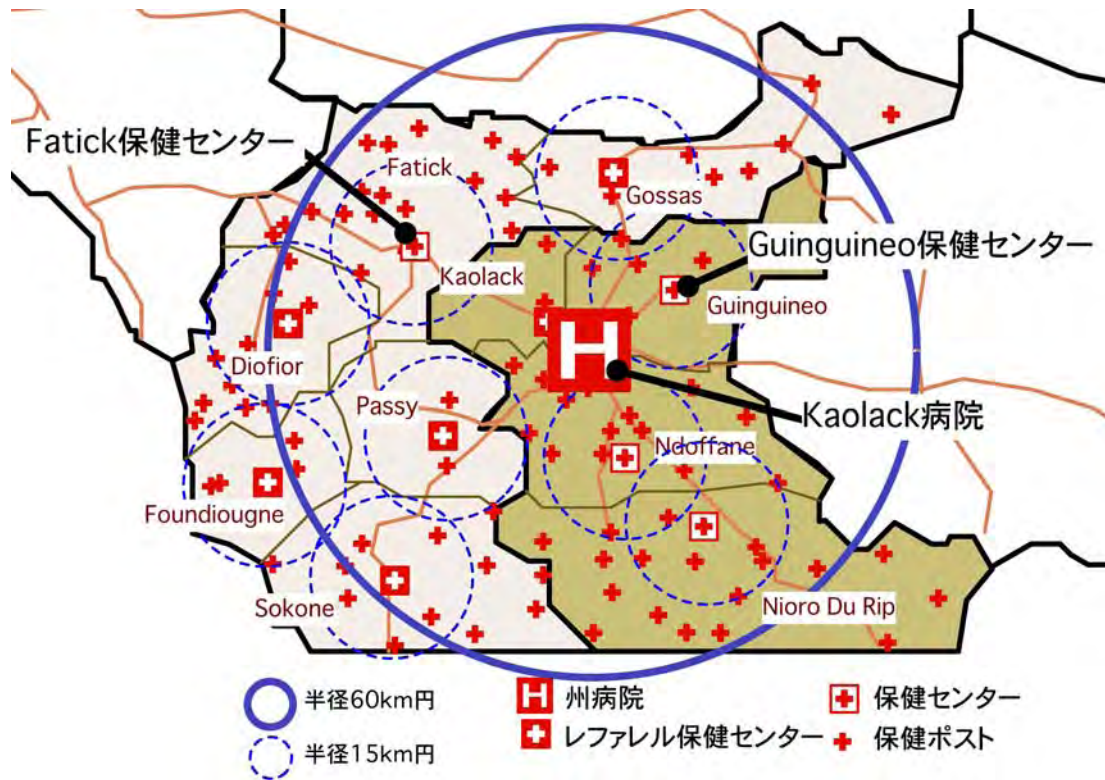 Fatick保健センター
Fatick
Gossas
Guinguineo保健センター
Kaolack
Guinguineo
H
Diofior
Passy
Kaolack病院
Ndoffane
Foundiougne
Sokone
Nioro Du Rip
半径60km円
H 州病院
保健センター
半径15km円
レファレル保健センター
保健ポスト